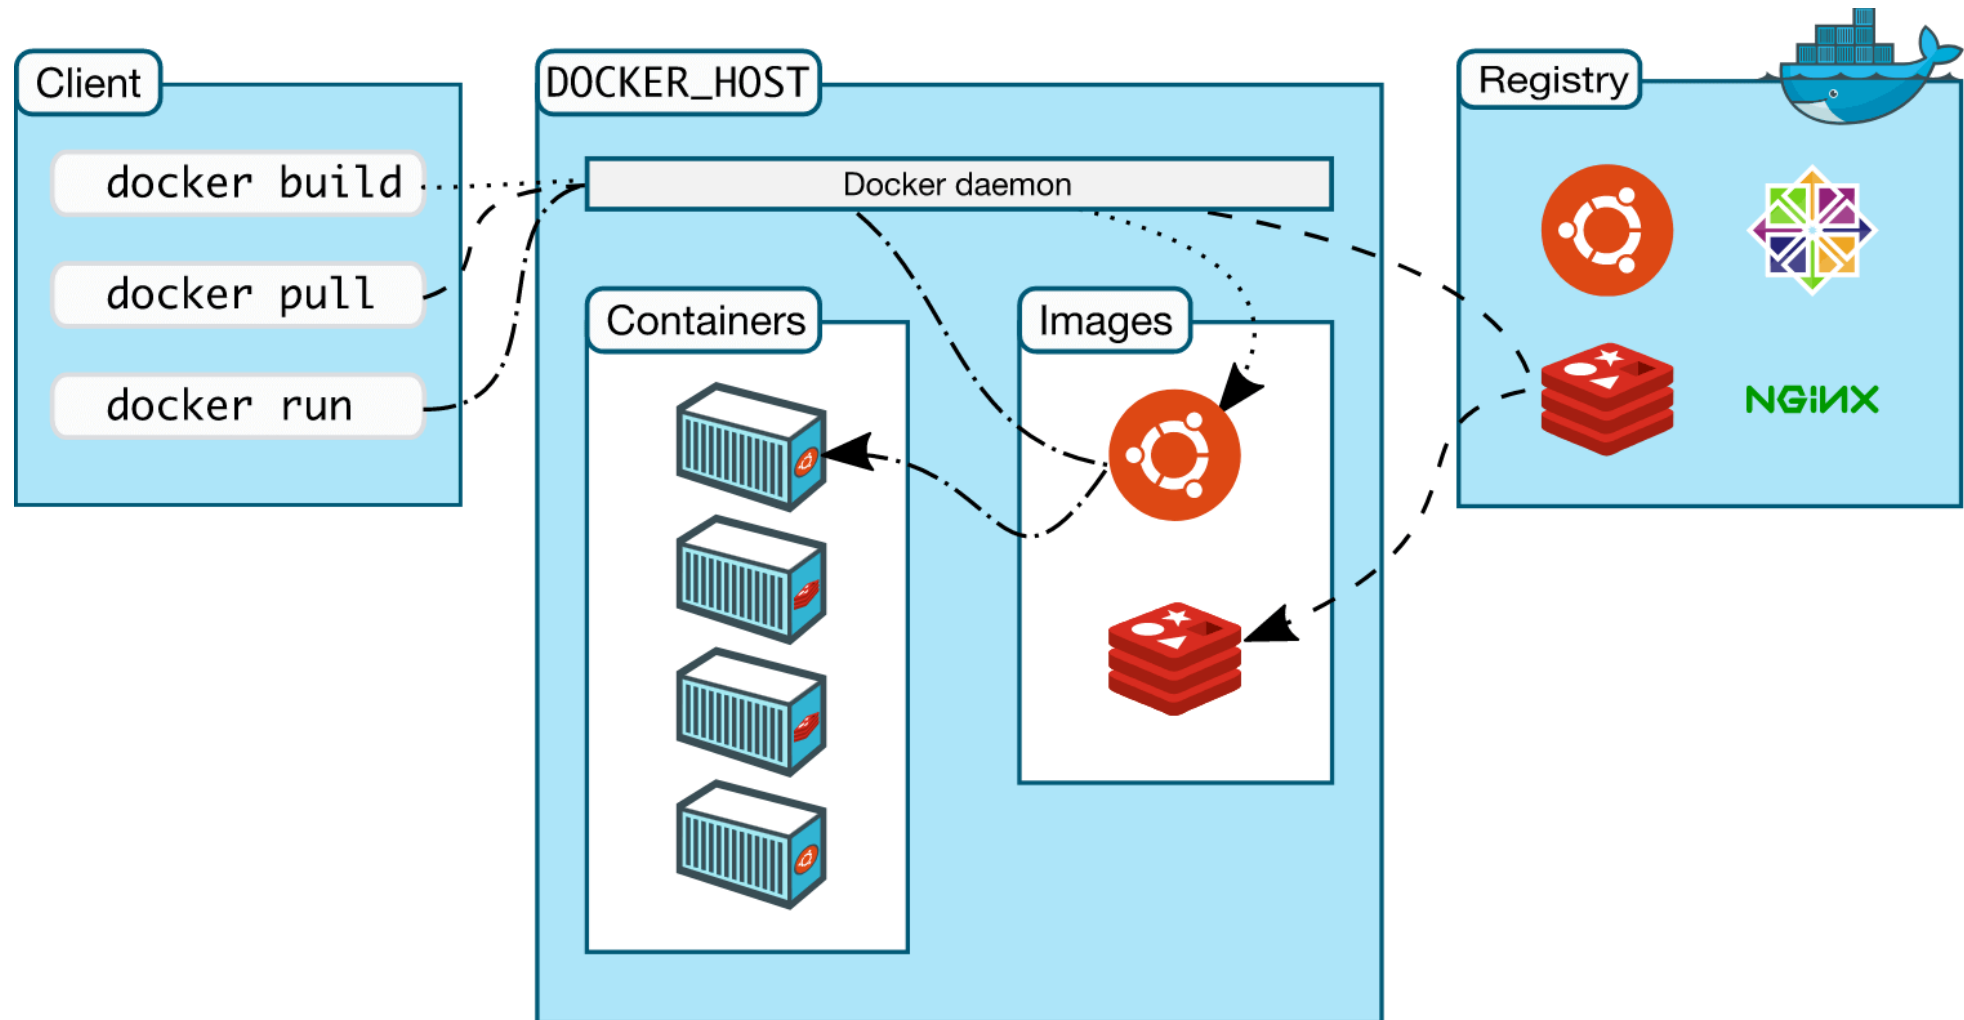 Client
docker build
docker pull
docker run
DOCKER_HOST
Docker daemon
Containers
Images
Registry
NGiNX